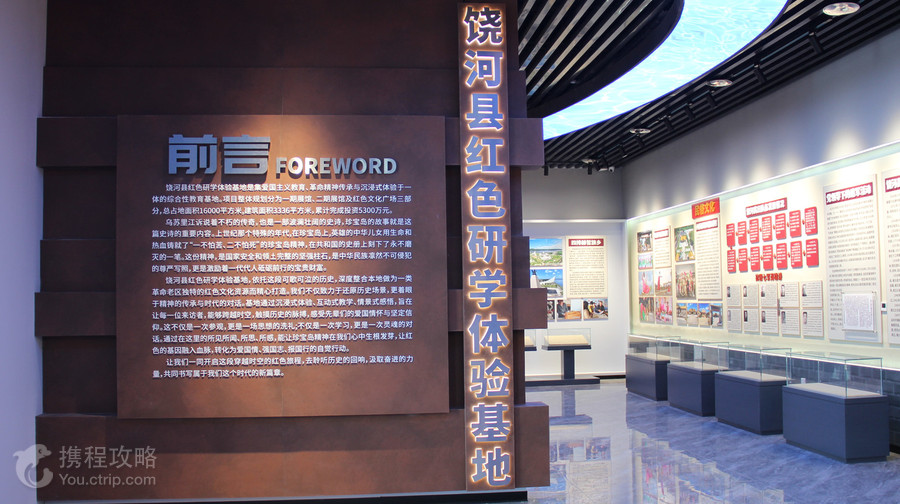 饶河县红色研学体验基地
前言 FOREWORD
饶河县红色研学体验基地是集爱国主义教育、革命精神传承与沉浸式体验于一
体的综合性教育基地。项目整体规划分为一期展馆、二期展馆及红色文化广场三部
分,总占地面积16000平方米,建筑面积3336平方米,累计完成投资5300万元。
乌苏里江诉说着不朽的传奇,也是一部波澜壮阔的史诗,珍宝岛的故事就是这
篇史诗的重要内容。上世纪那个特殊的年代,在珍宝岛上,英雄的中华儿女用生命和
热血铸就了“一不怕苦、二不怕死”的珍宝岛精神,在共和国的史册上刻下了永不磨
灭的一笔。这份精神,是国家安全和领土完整的坚强柱石,是中华民族凛然不可侵犯
的尊严写照,更是激励着一代代人砥砺前行的宝贵财富。
饶河县红色研学体验基地,依托这段可歌可泣的历史,深度整合本地做为一类
革命老区独特的红色文化资源而精心打造。我们不仅致力于还原历史场景,更着眼
于精神的传承与时代的对话。基地通过沉浸式体验、互动式教学、情景式感悟,旨在
让每一位来访者,能够跨越时空,触摸历史的脉搏,感受先辈们的爱国情怀与坚定信
仰。这不仅是一次参观,更是一场思想的洗礼;不仅是一次学习,更是一次灵魂的对
话。通过在这里的所见所闻、所思、所感,能让珍宝岛精神在我们心中生根发芽,让红
色的基因融入血脉,转化为爱国情、强国志、报国行的自觉行动。
让我们一同开启这段穿越时空的红色旅程,去聆听历史的回响,汲取奋进的力
量,共同书写属于我们这个时代的新篇章。
携程攻略
You.ctrip.com